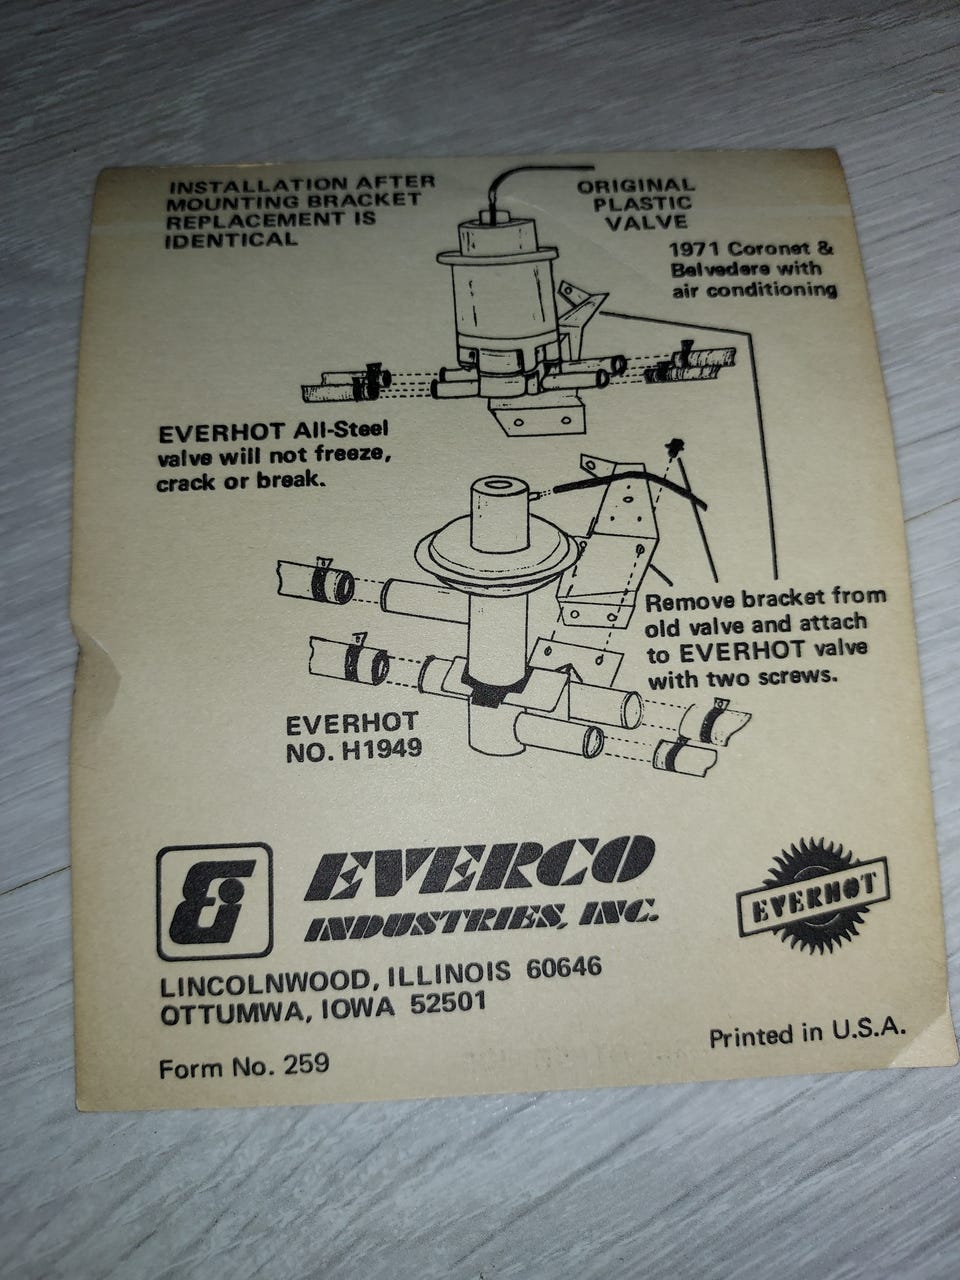 INSTALLATION AFTER
MOUNTING BRACKET
REPLACEMENT IS
IDENTICAL
ORIGINAL
PLASTIC
VALVE
1971 Coronet &
Belvedere with
air conditioning
EVERHOT All-Steel
valve will not freeze,
crack or break.
Remove bracket from
old valve and attach
to EVERHOT valve
with two screws.
EVERHOT
NO. H1949
EVERCO
INDUSTRIES, INC.
EVERHOT
LINCOLNWOOD, ILLINOIS 60646
OTTUMWA, IOWA 52501
Form No. 259
Printed in U.S.A.